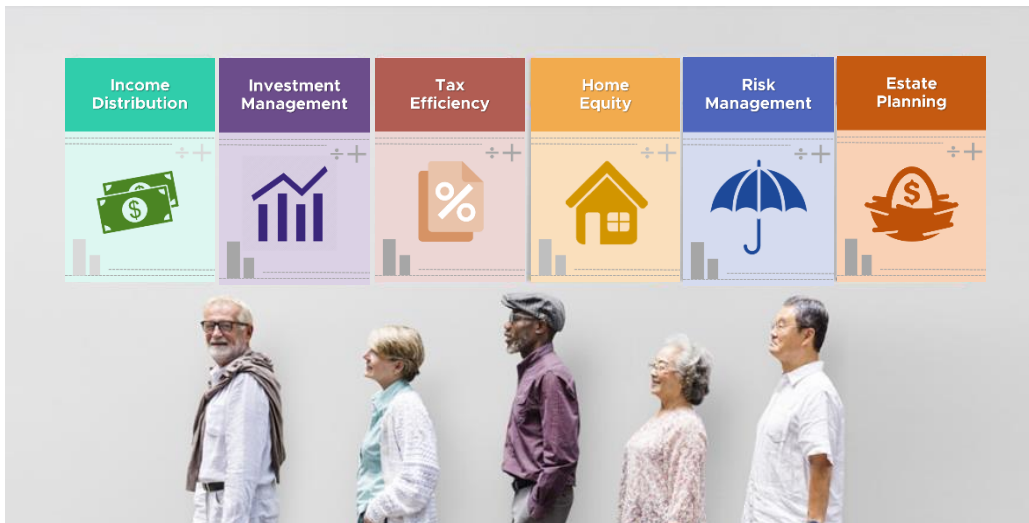 Income
Distribution
Investment
Management
Tax
Efficiency
Home
Equity
Risk
Management
Estate
Planning
$
$
%
$